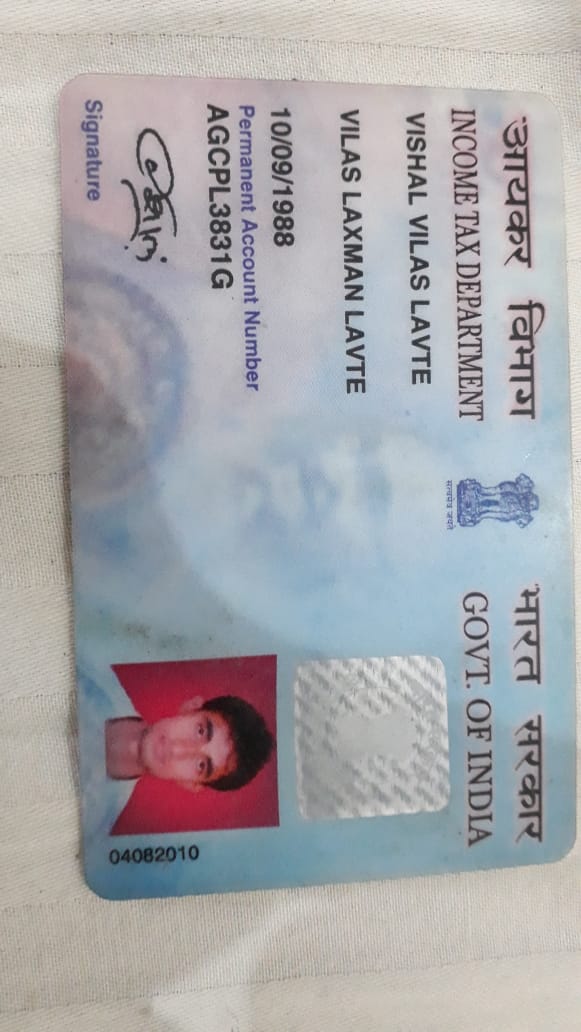 आयकर विभाग
INCOME TAX DEPARTMENT
भारत सरकार
GOVT. OF INDIA
सत्यमेव जयते
VISHAL VILAS LAVTE
VILAS LAXMAN LAVTE
10/09/1988
Permanent Account Number
AGCPL3831G
Signature
04082010